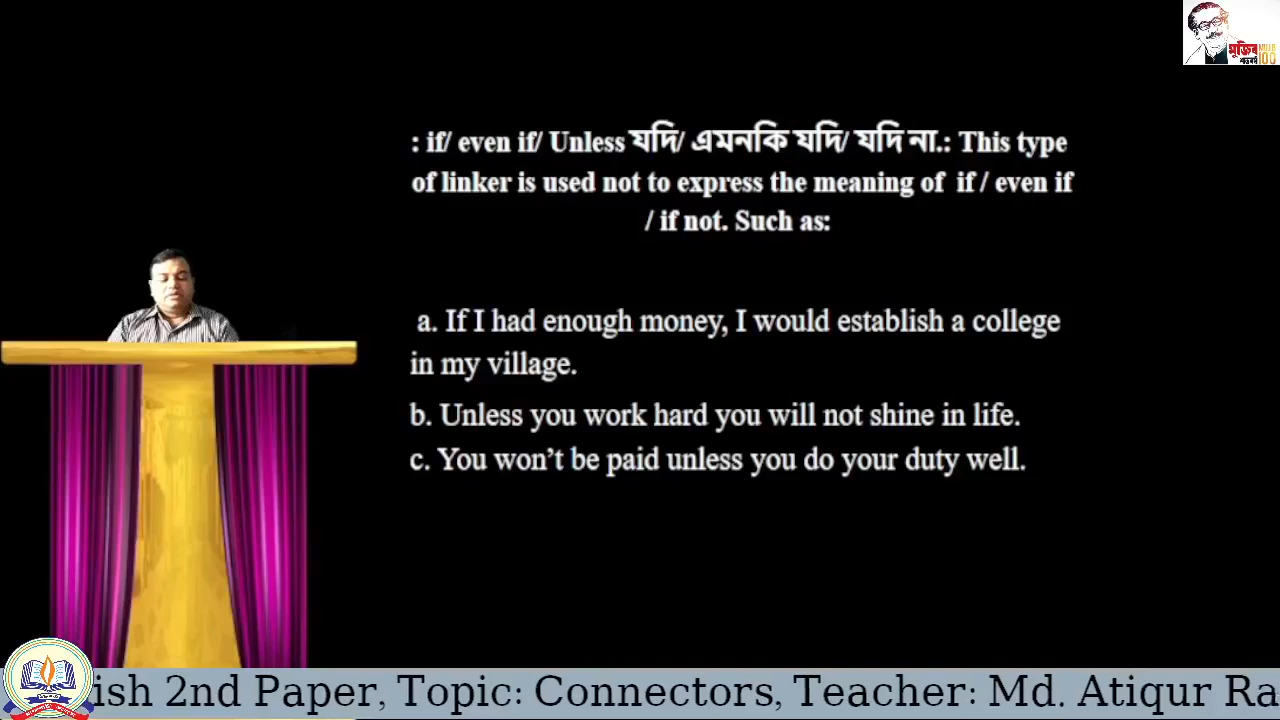 মুজিব MUJIB
শতবর্ষ 100
: if/ even if/ Unless যদি/ এমনকি যদি/ যদি না.: This type
of linker is used not to express the meaning of if / even if
/ if not. Such as:
a. If I had enough money, I would establish a college
in my village.
b. Unless you work hard you will not shine in life.
c. You won’t be paid unless you do your duty well.
ish 2nd Paper, Topic: Connectors, Teacher: Md. Atiqur Ra